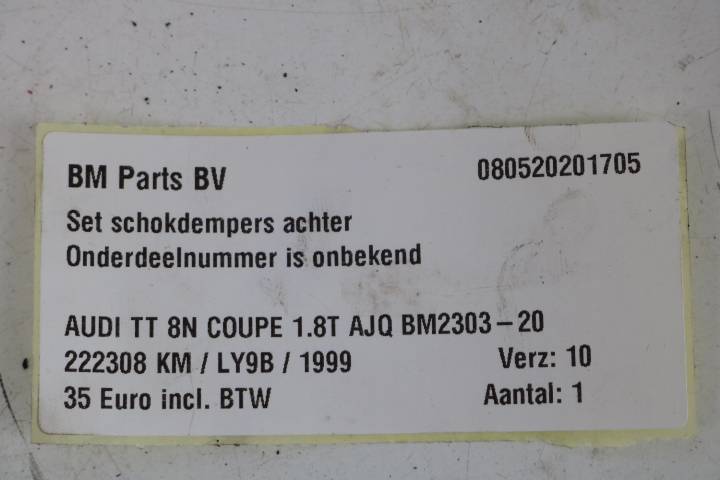 BM Parts BV 080520201705
Set schokdempers achter
Onderdeelnummer is onbekend
AUDI TT 8N COUPE 1.8T AJQ BM2303-20
222308 KM / LY9B / 1999 Verz: 10
35 Euro incl. BTW Aantal: 1